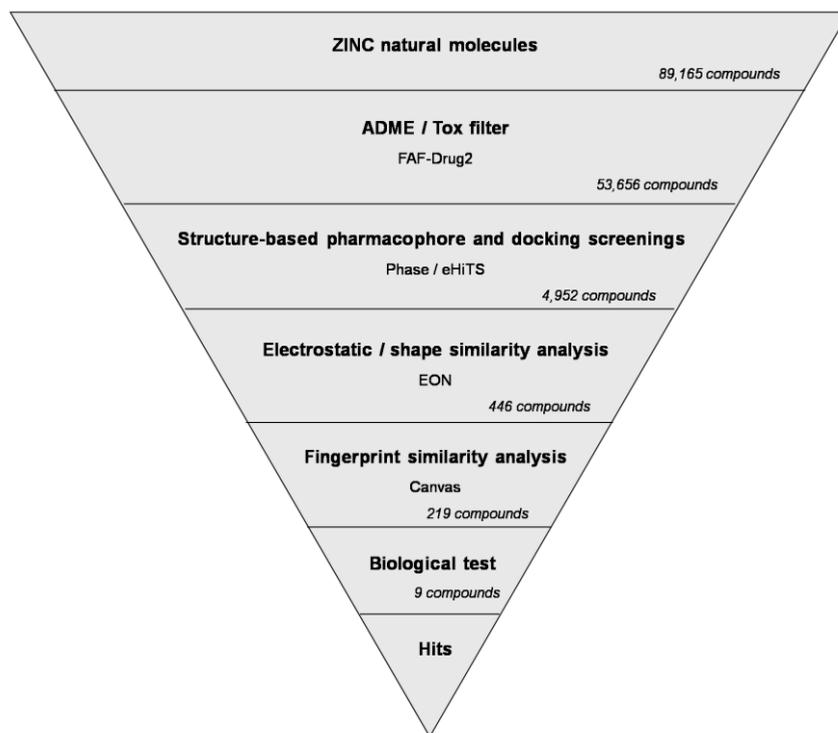 ZINC natural molecules
89,165 compounds
ADME / Tox filter
FAF-Drug2
53,656 compounds
Structure-based pharmacophore and docking screenings
Phase / eHiTS
4,952 compounds
Electrostatic / shape similarity analysis
EON
446 compounds
Fingerprint similarity analysis
Canvas
219 compounds
Biological test
9 compounds
Hits